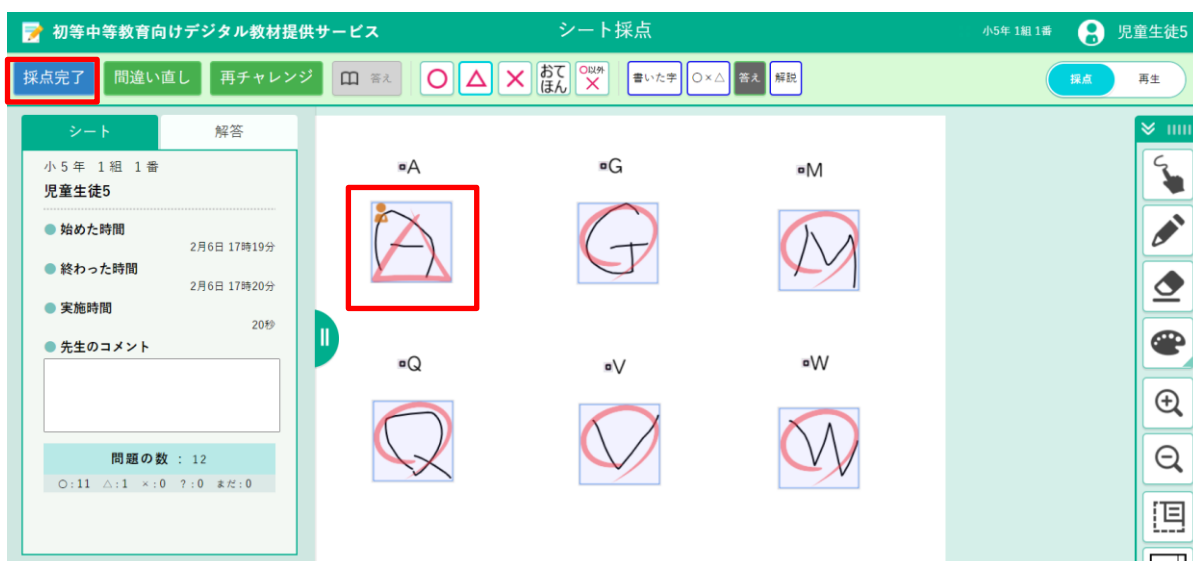 初等中等教育向けデジタル教材提供サービス
シート採点
小5年 1組 1番
児童生徒5
採点完了
間違い直し
再チャレンジ
答え
おてほん
○以外
書いた字
○×△
答え
解説
採点
再生
シート
解答
小5年 1組 1番
児童生徒5
始めた時間
2月6日 17時19分
終わった時間
2月6日 17時20分
実施時間
20秒
先生のコメント
問題の数 : 12
○:11 △:1 ×:0 ?:0 まだ:0
A G M
A G M
Q V W
Q V W